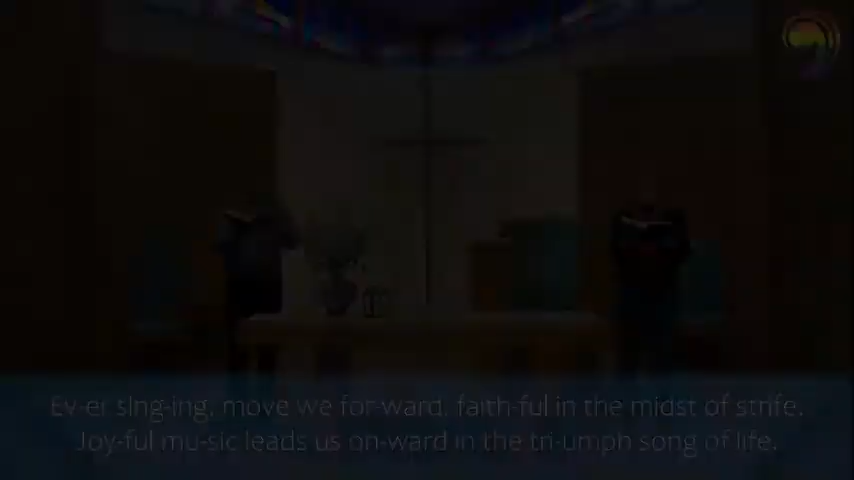 Ev-er sing-ing, move we for-ward, faith-ful in the midst of strife.
Joy-ful mu-sic leads us on-ward in the tri-umph song of life.